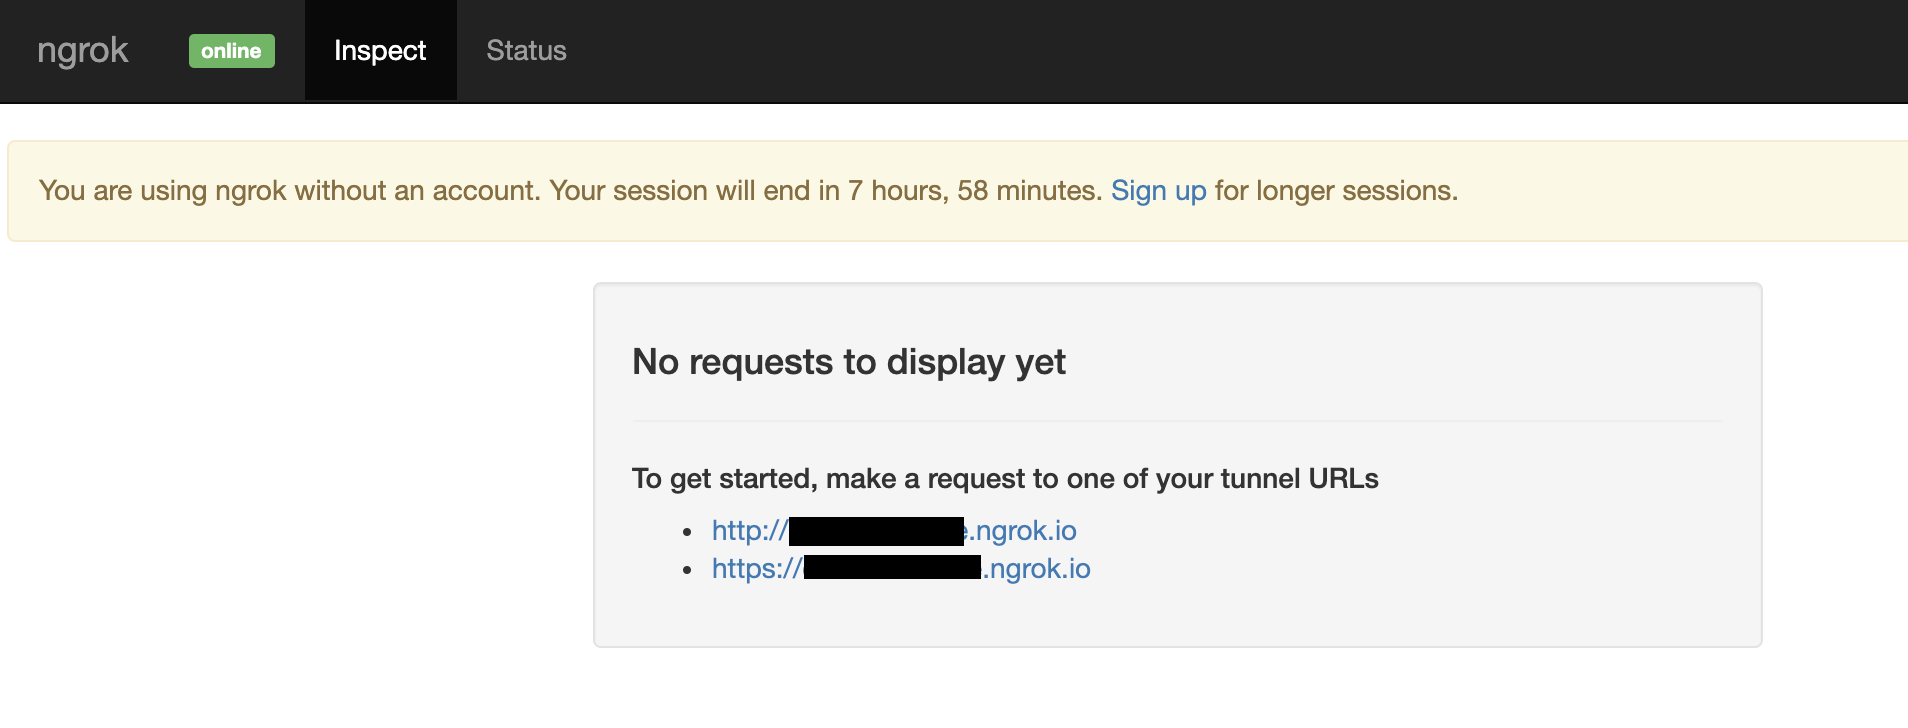 ngrok online Inspect Status
You are using ngrok without an account. Your session will end in 7 hours, 58 minutes. Sign up for longer sessions.
No requests to display yet
To get started, make a request to one of your tunnel URLs
http:// .ngrok.io
https:// .ngrok.io